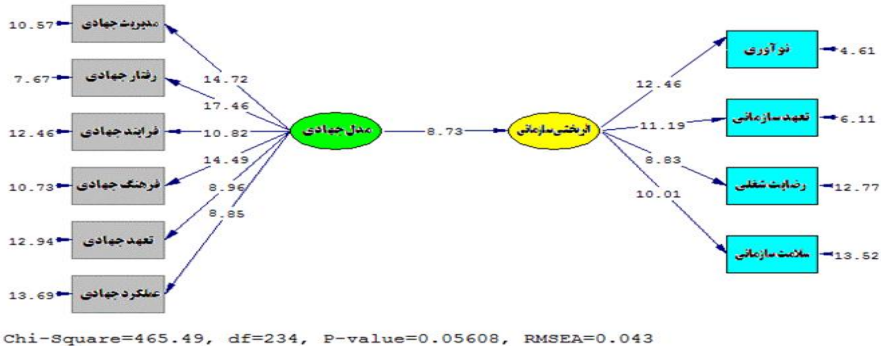 10.57 مدیریت جهادی
7.67 رفتار جهادی
12.46 فرایند جهادی
10.73 فرهنگ جهادی
12.94 تعهد جهادی
13.69 عملکرد جهادی
14.72
17.46
10.82
14.49
8.96
8.85
مدل جهادی
8.73
اثربخشی سازمانی
12.46
11.19
8.83
10.01
نوآوری 4.61
تعهد سازمانی 6.11
رضایت شغلی 12.77
سلامت سازمانی 13.52
Chi-Square=465.49, df=234, P-value=0.05608, RMSEA=0.043